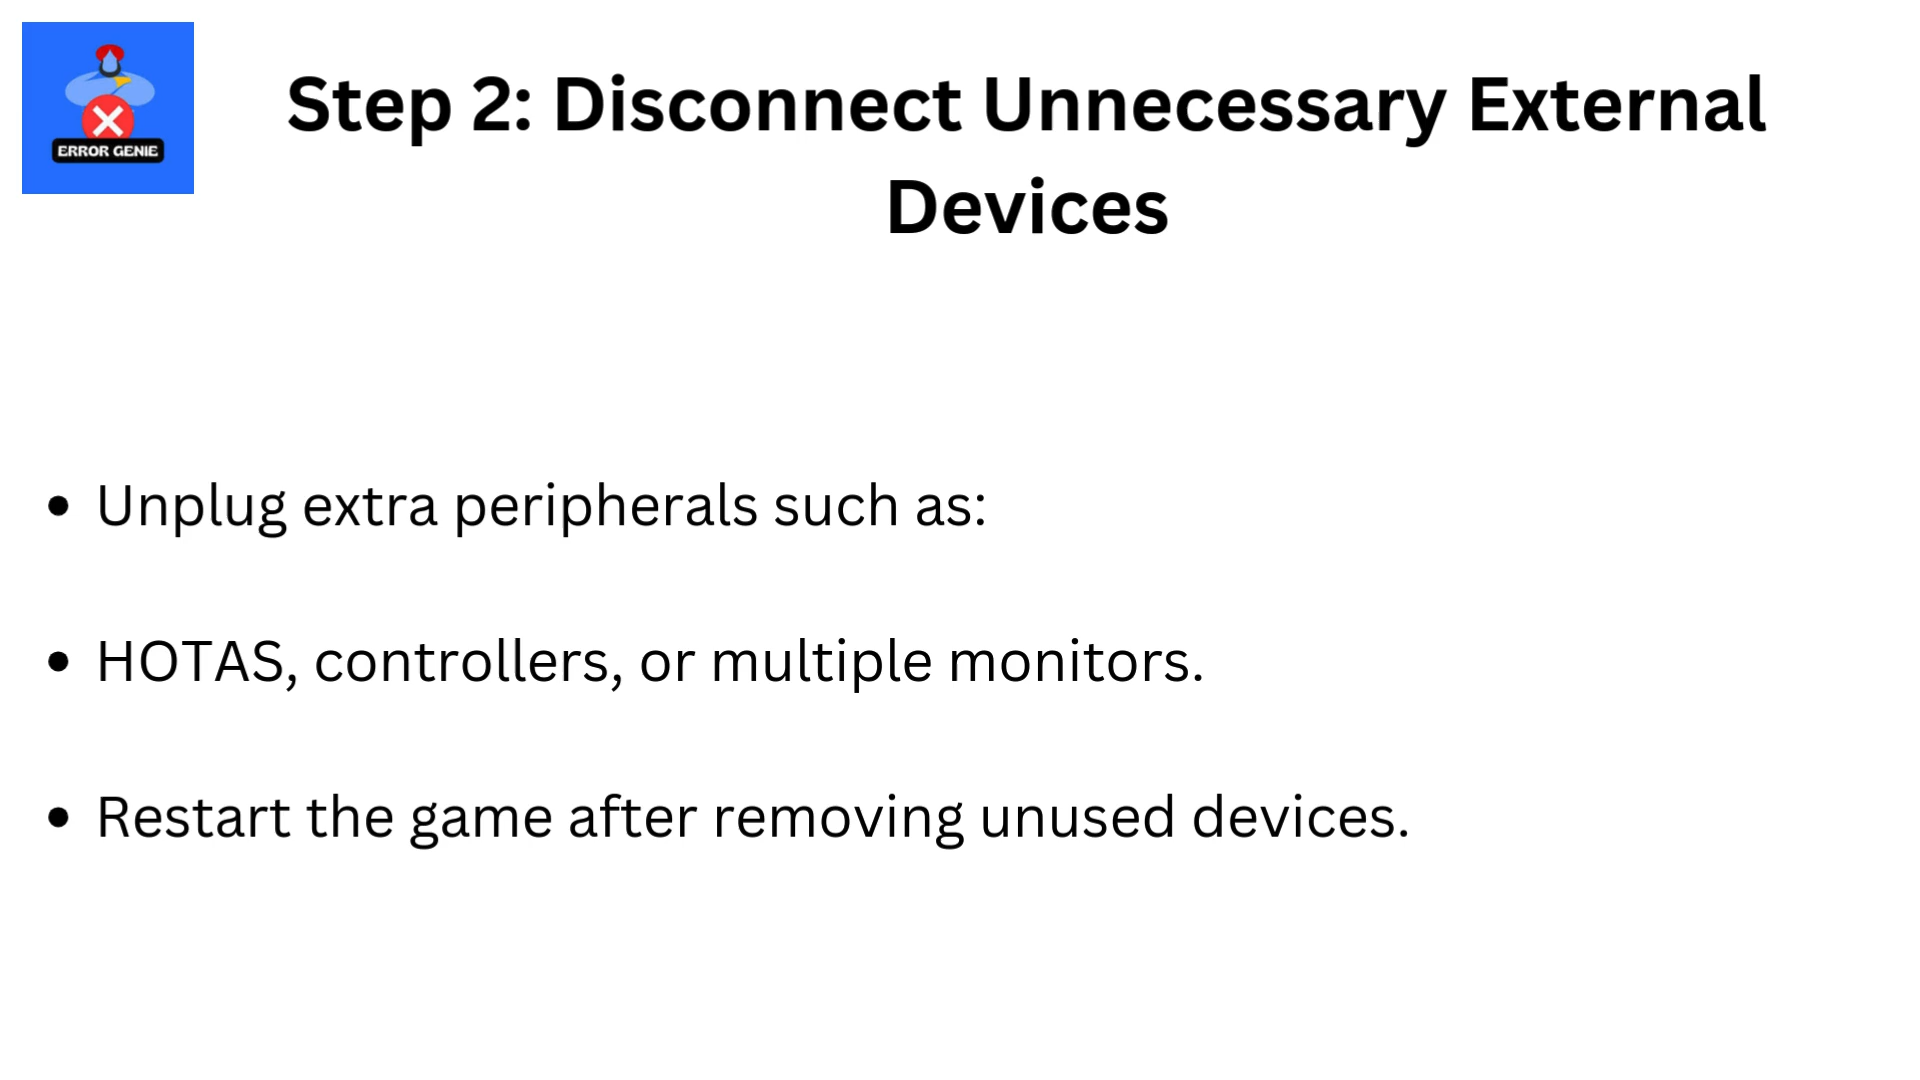 ERROR GENIE
Step 2: Disconnect Unnecessary External
Devices
• Unplug extra peripherals such as:
• HOTAS, controllers, or multiple monitors.
• Restart the game after removing unused devices.